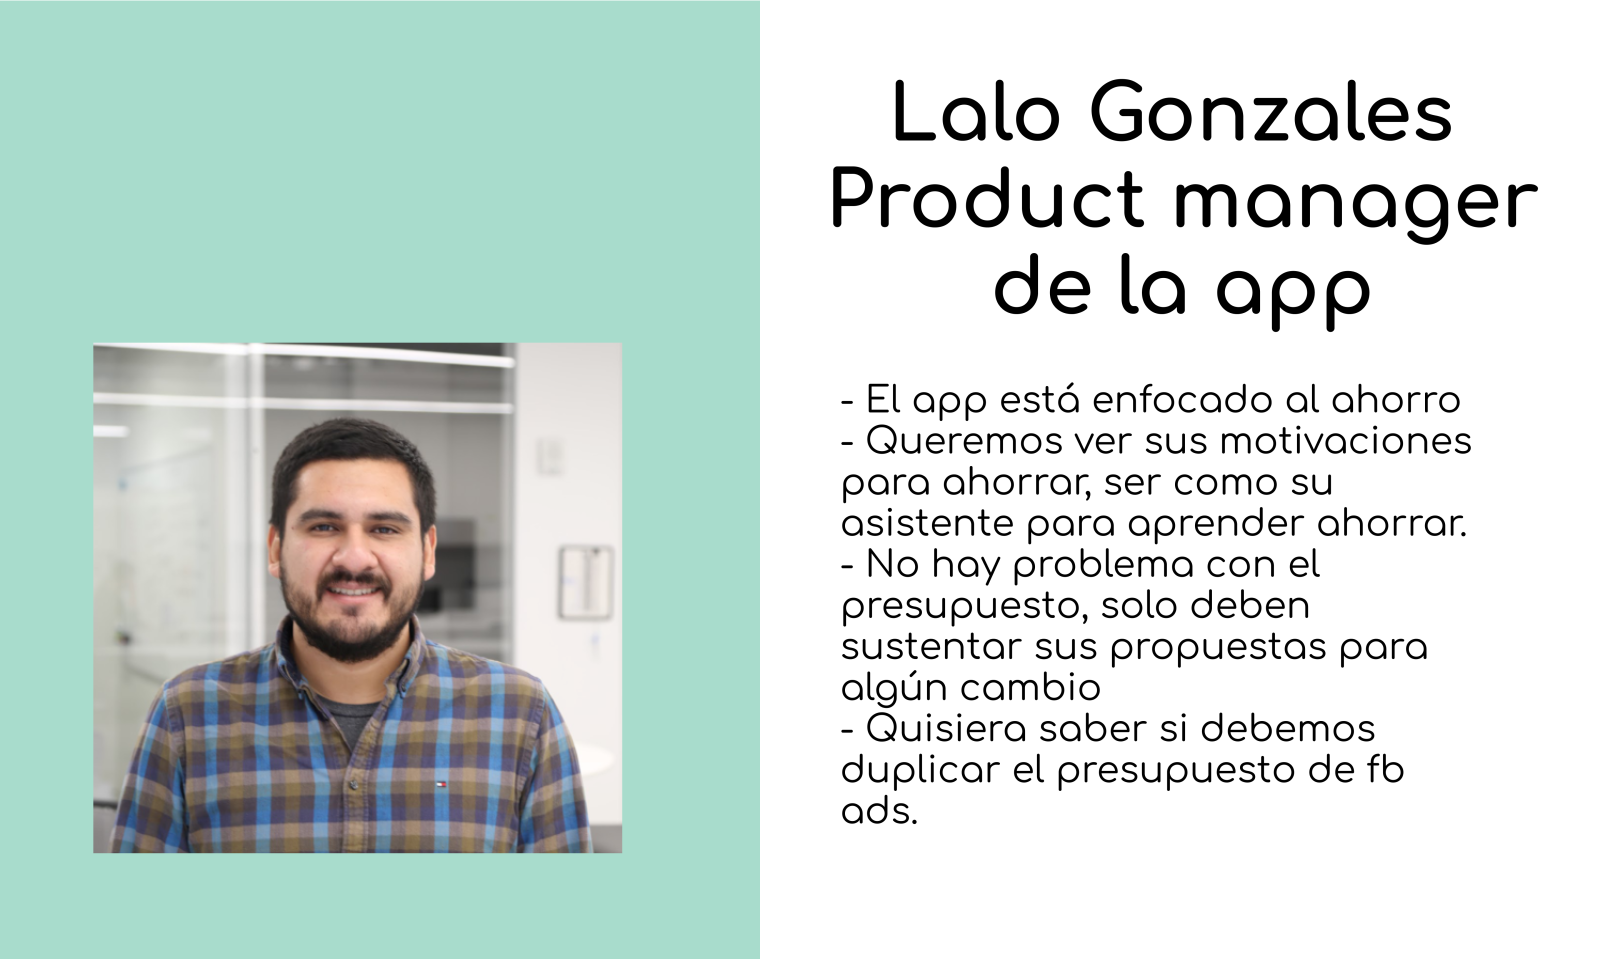 Lalo Gonzales
Product manager
de la app
- El app está enfocado al ahorro
- Queremos ver sus motivaciones
para ahorrar, ser como su
asistente para aprender ahorrar.
- No hay problema con el
presupuesto, solo deben
sustentar sus propuestas para
algún cambio
- Quisiera saber si debemos
duplicar el presupuesto de fb
ads.